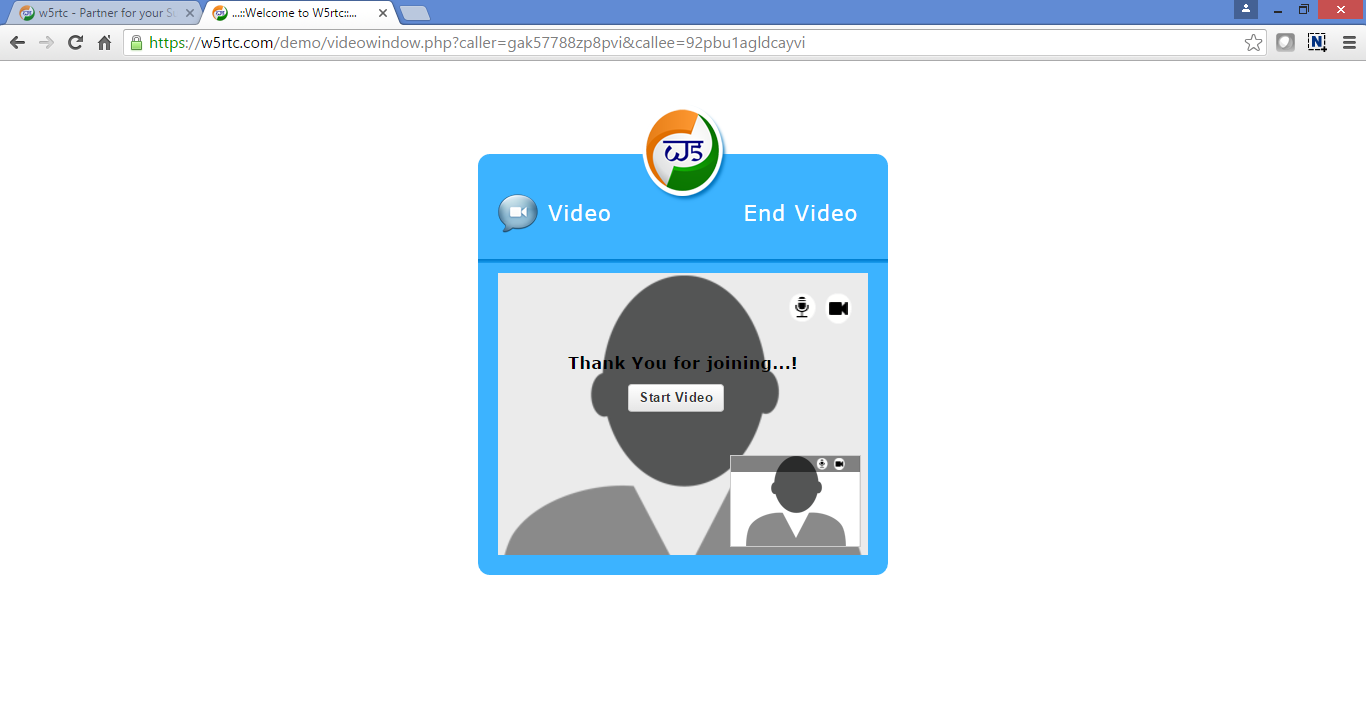 w5rtc - Partner for your Su
...::Welcome to W5rtc::...
https://w5rtc.com/demo/videowindow.php?caller=gak57788zp8pvi&callee=92pbu1agldcayvi
N
Video
End Video
Thank You for joining...!
Start Video